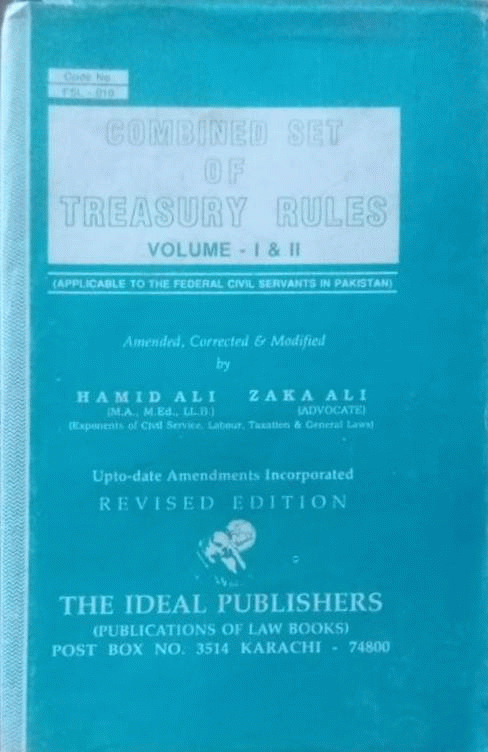 Code No.
FSL - 010
COMBINED SET
OF
TREASURY RULES
VOLUME - I & II
(APPLICABLE TO THE FEDERAL CIVIL SERVANTS IN PAKISTAN)
Amended, Corrected & Modified
by
HAMID ALI ZAKA ALI
(M.A., M.Ed., LL.B.) (ADVOCATE)
(Exponents of Civil Service, Labour, Taxation & General Laws)
Upto-date Amendments Incorporated
REVISED EDITION
THE IDEAL PUBLISHERS
(PUBLICATIONS OF LAW BOOKS)
POST BOX NO. 3514 KARACHI - 74800